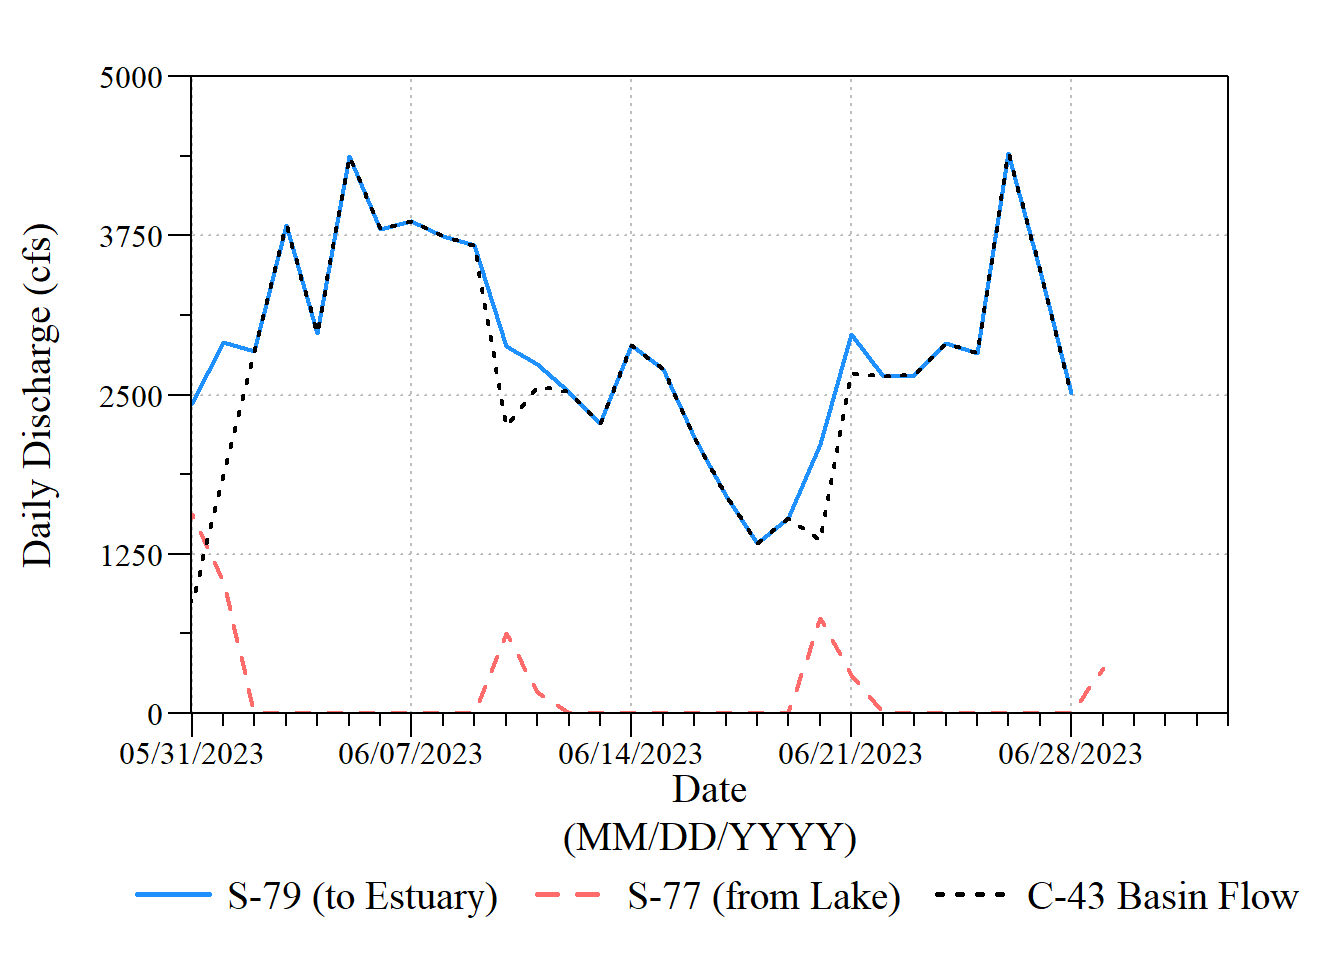 5000
3750
2500
1250
0
Daily Discharge (cfs)
05/31/2023 06/07/2023 06/14/2023 06/21/2023 06/28/2023
Date
(MM/DD/YYYY)
S-79 (to Estuary) S-77 (from Lake) C-43 Basin Flow